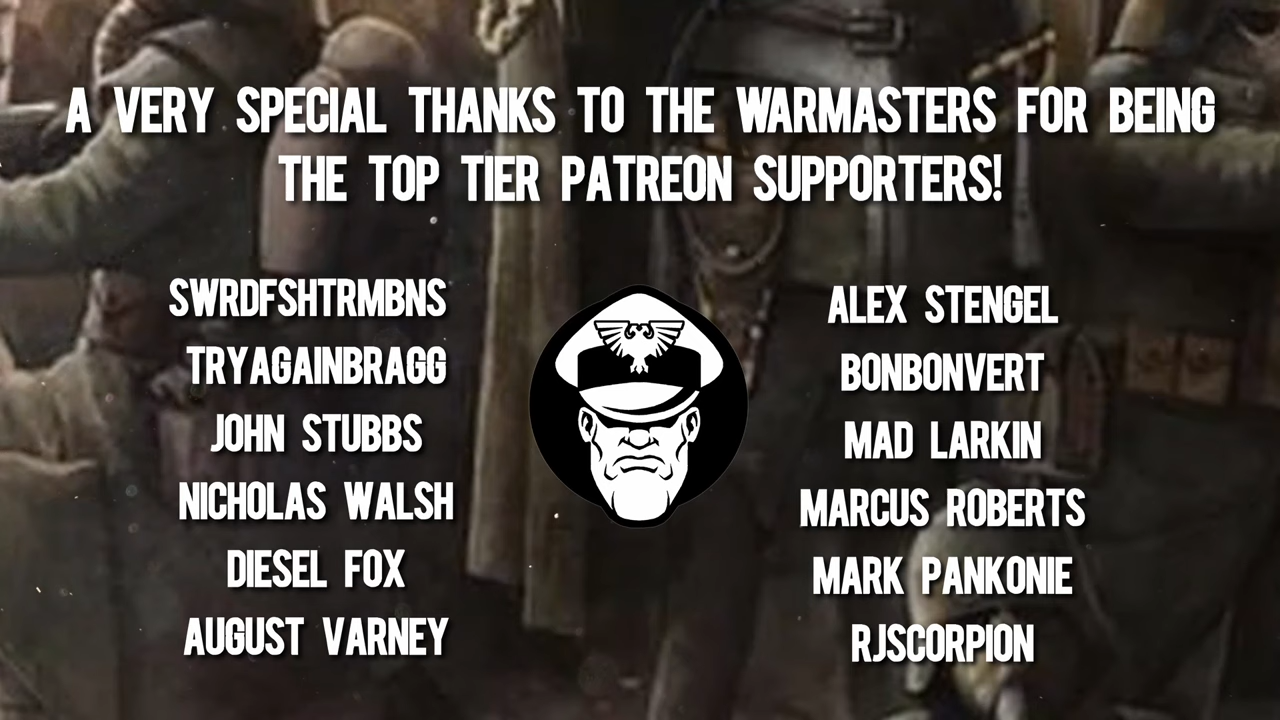 A VERY SPECIAL THANKS TO THE WARMASTERS FOR BEING
THE TOP TIER PATREON SUPPORTERS!
SWRDFSHTRMBNS
TRYAGAINBRAGG
JOHN STUBBS
NICHOLAS WALSH
DIESEL FOX
AUGUST VARNEY
ALEX STENGEL
BONBONVERT
MAD LARKIN
MARCUS ROBERTS
MARK PANKONIE
RJSCORPION